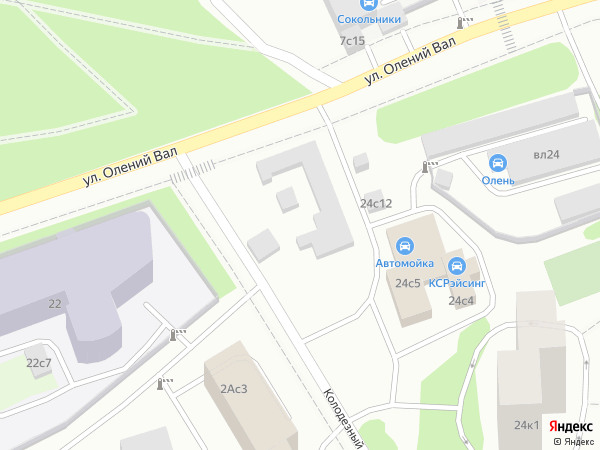 Сокольники
7с15
ул. Олений Вал
ул. Олений Вал
вл24
Олень
24с12
Автомойка
24с5
КСРэйсинг
24с4
22
22с7
2Ас3
Колодезный
24к1
Яндекс
© Яндекс